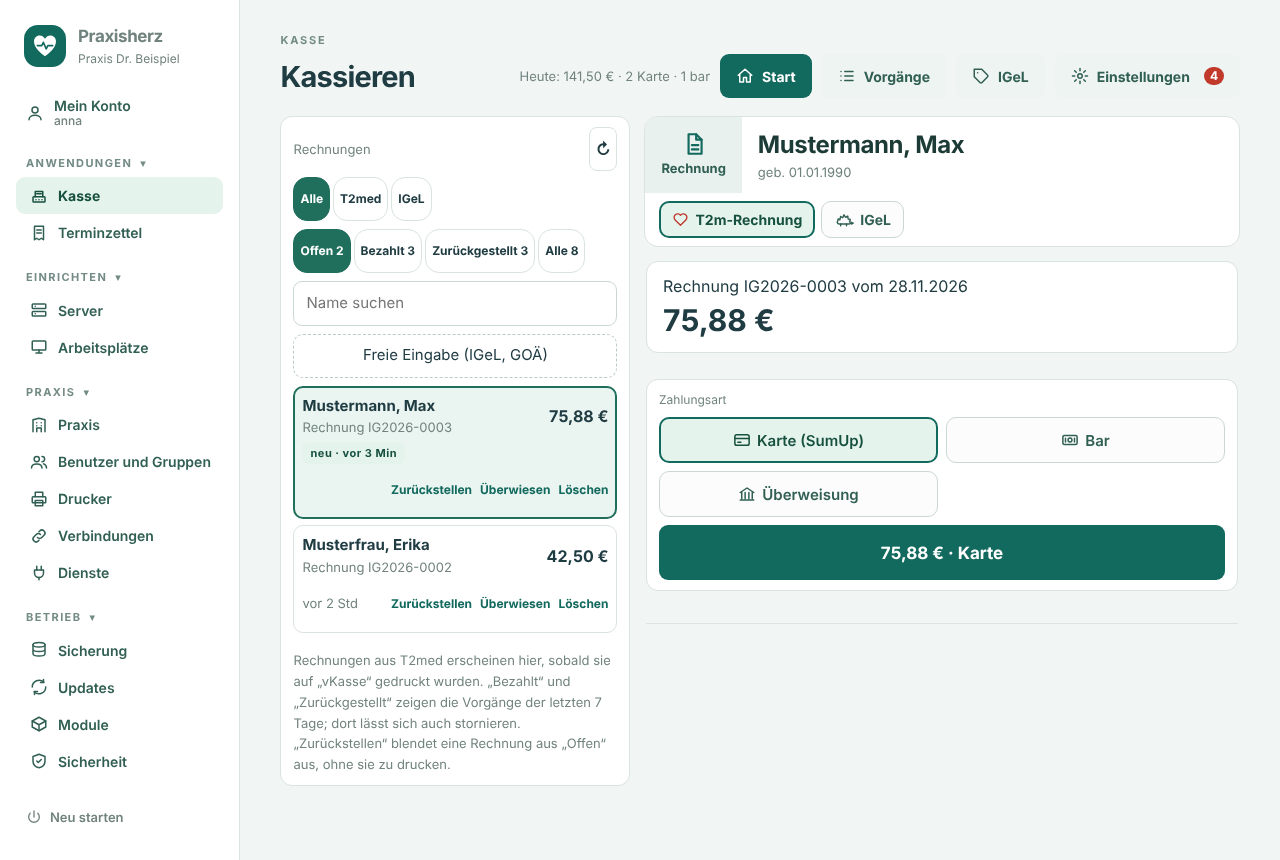 Praxisherz
Praxis Dr. Beispiel
Mein Konto
anna
ANWENDUNGEN ▾
Kasse
Terminzettel
EINRICHTEN ▾
Server
Arbeitsplätze
PRAXIS ▾
Praxis
Benutzer und Gruppen
Drucker
Verbindungen
Dienste
BETRIEB ▾
Sicherung
Updates
Module
Sicherheit
Neu starten
KASSE
Kassieren
Heute: 141,50 € · 2 Karte · 1 bar
Start
Vorgänge
IGeL
Einstellungen 4
Rechnungen
Alle T2med IGeL
Offen 2 Bezahlt 3 Zurückgestellt 3 Alle 8
Name suchen
Freie Eingabe (IGeL, GOÄ)
Mustermann, Max
75,88 €
Rechnung IG2026-0003
neu · vor 3 Min
Zurückstellen Überwiesen Löschen
Musterfrau, Erika
42,50 €
Rechnung IG2026-0002
vor 2 Std Zurückstellen Überwiesen Löschen
Rechnungen aus T2med erscheinen hier, sobald sie
auf „vKasse“ gedruckt wurden. „Bezahlt“ und
„Zurückgestellt“ zeigen die Vorgänge der letzten 7
Tage; dort lässt sich auch stornieren.
„Zurückstellen“ blendet eine Rechnung aus „Offen“
aus, ohne sie zu drucken.
Rechnung
Mustermann, Max
geb. 01.01.1990
T2m-Rechnung
IGeL
Rechnung IG2026-0003 vom 28.11.2026
75,88 €
Zahlungsart
Karte (SumUp)
Bar
Überweisung
75,88 € · Karte